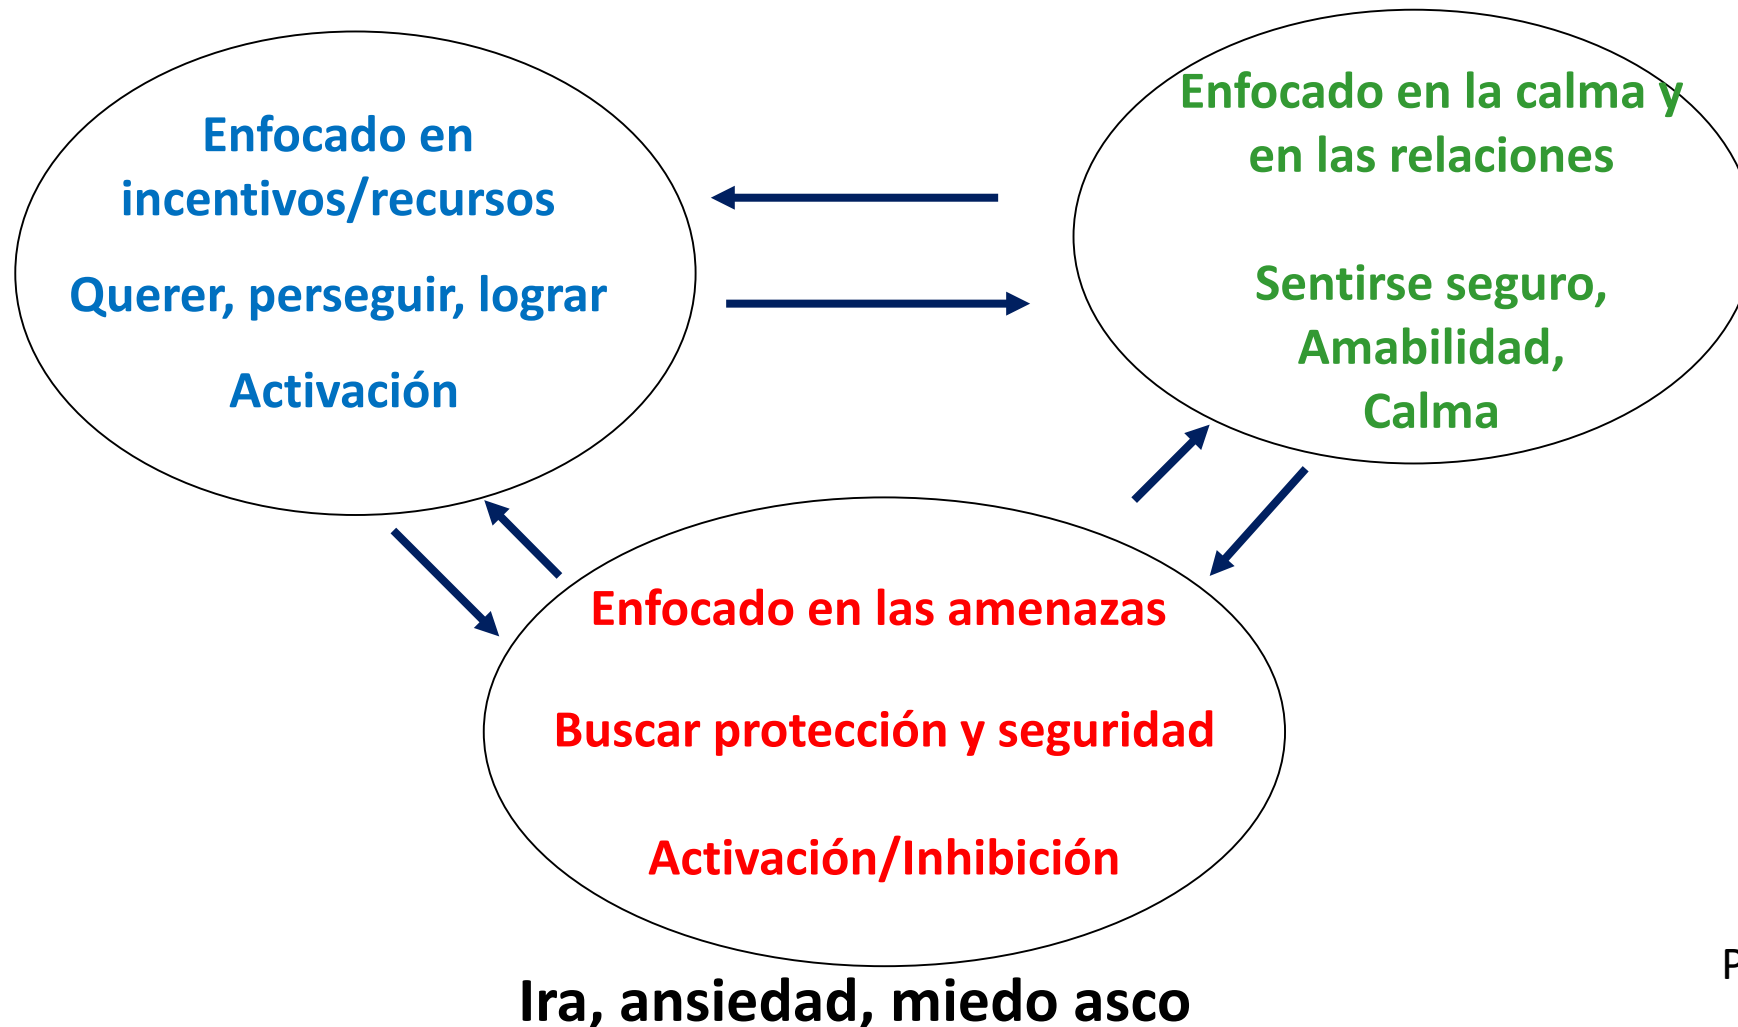 Enfocado en
incentivos/recursos
Querer, perseguir, lograr
Activación
Enfocado en la calma y
en las relaciones
Sentirse seguro,
Amabilidad,
Calma
Enfocado en las amenazas
Buscar protección y seguridad
Activación/Inhibición
Ira, ansiedad, miedo asco
P